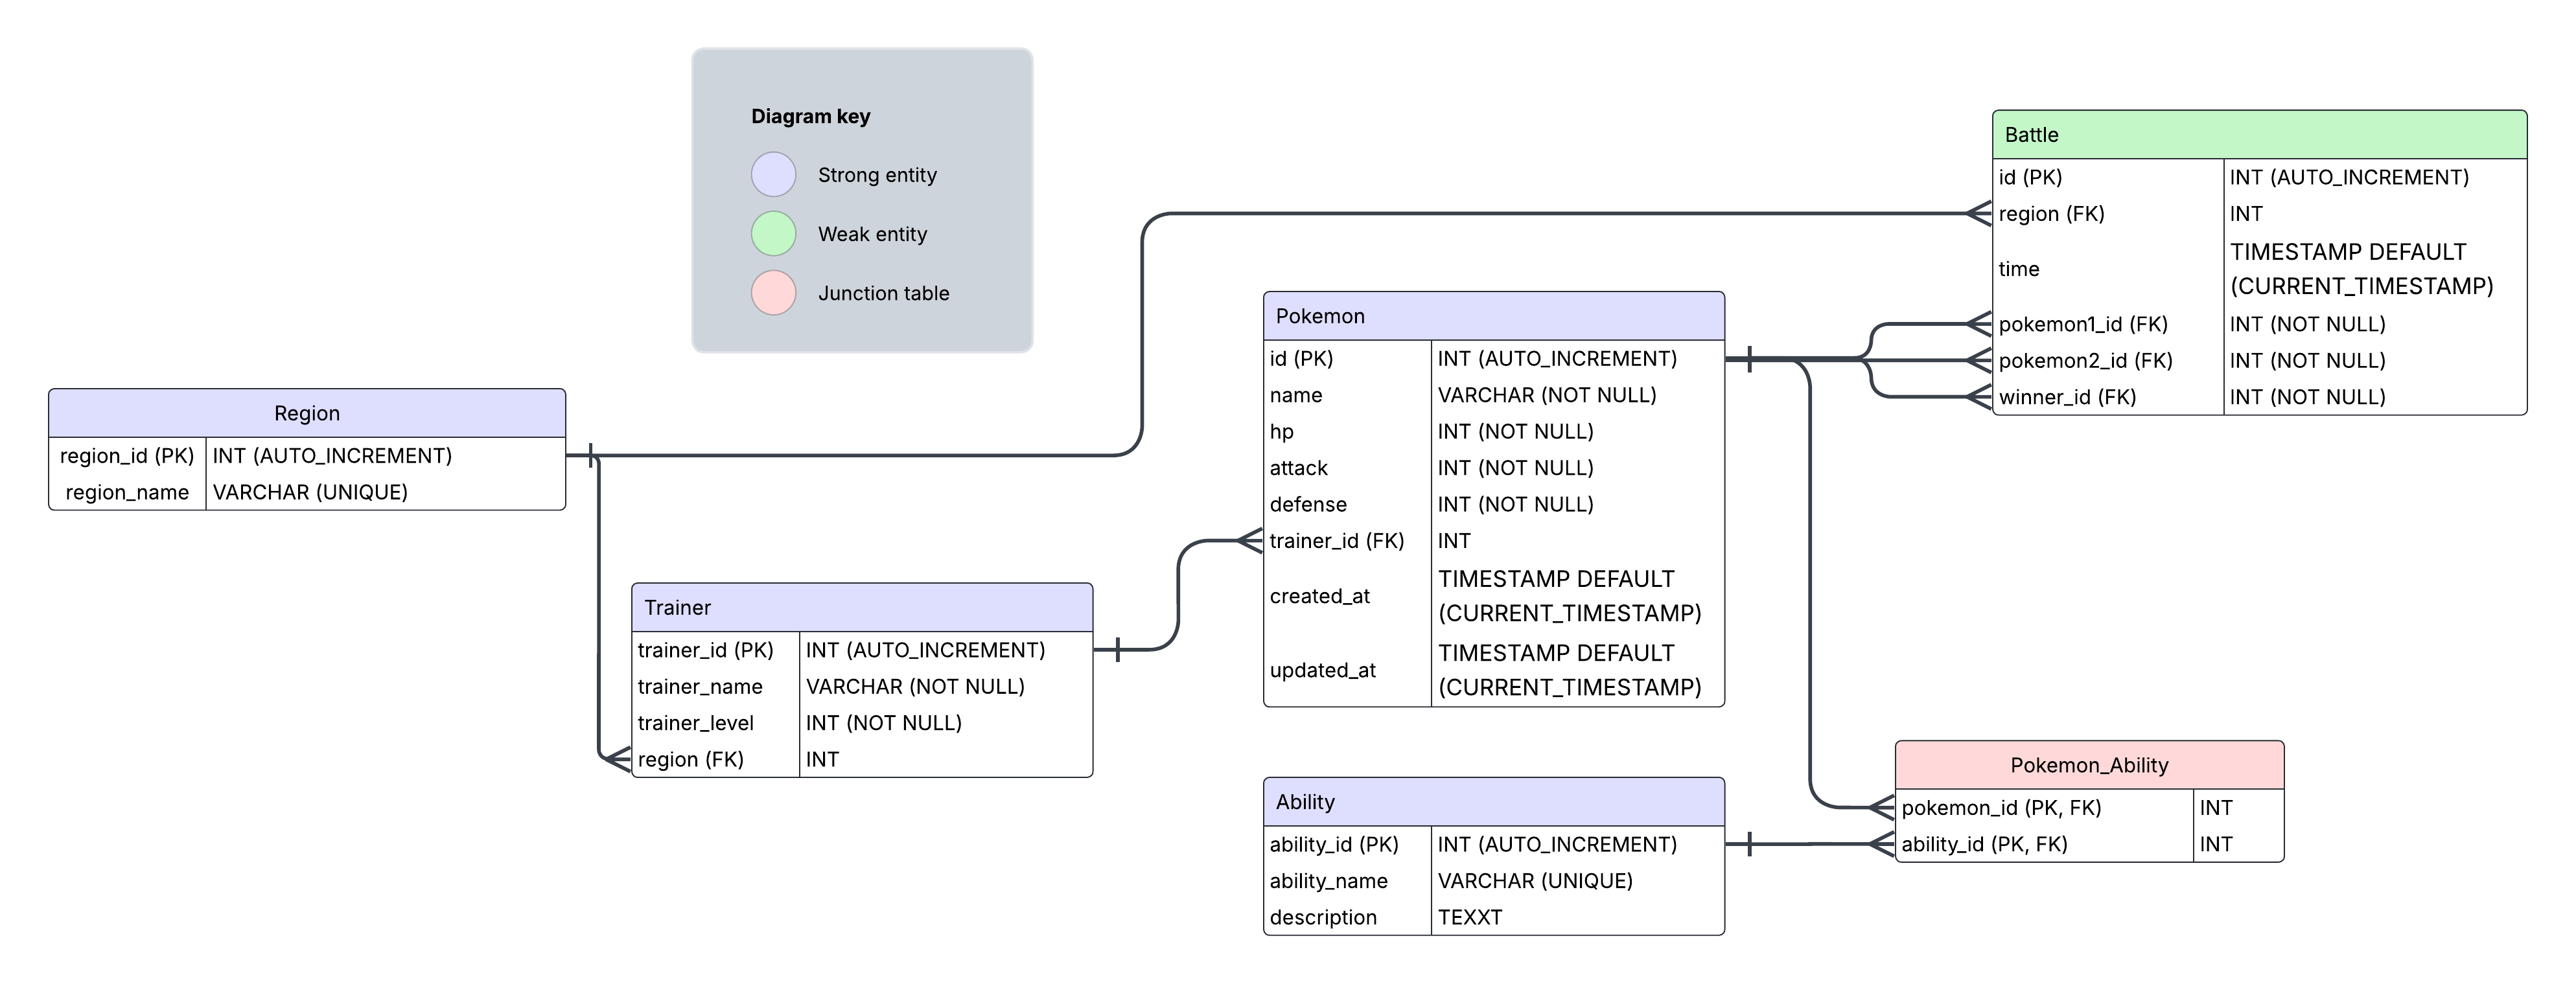 Diagram key
Strong entity
Weak entity
Junction table
Region
region_id (PK) INT (AUTO_INCREMENT)
region_name VARCHAR (UNIQUE)
Trainer
trainer_id (PK) INT (AUTO_INCREMENT)
trainer_name VARCHAR (NOT NULL)
trainer_level INT (NOT NULL)
region (FK) INT
Pokemon
id (PK) INT (AUTO_INCREMENT)
name VARCHAR (NOT NULL)
hp INT (NOT NULL)
attack INT (NOT NULL)
defense INT (NOT NULL)
trainer_id (FK) INT
created_at TIMESTAMP DEFAULT
(CURRENT_TIMESTAMP)
updated_at TIMESTAMP DEFAULT
(CURRENT_TIMESTAMP)
Ability
ability_id (PK) INT (AUTO_INCREMENT)
ability_name VARCHAR (UNIQUE)
description TEXXT
Battle
id (PK) INT (AUTO_INCREMENT)
region (FK) INT
time TIMESTAMP DEFAULT
(CURRENT_TIMESTAMP)
pokemon1_id (FK) INT (NOT NULL)
pokemon2_id (FK) INT (NOT NULL)
winner_id (FK) INT (NOT NULL)
Pokemon_Ability
pokemon_id (PK, FK) INT
ability_id (PK, FK) INT